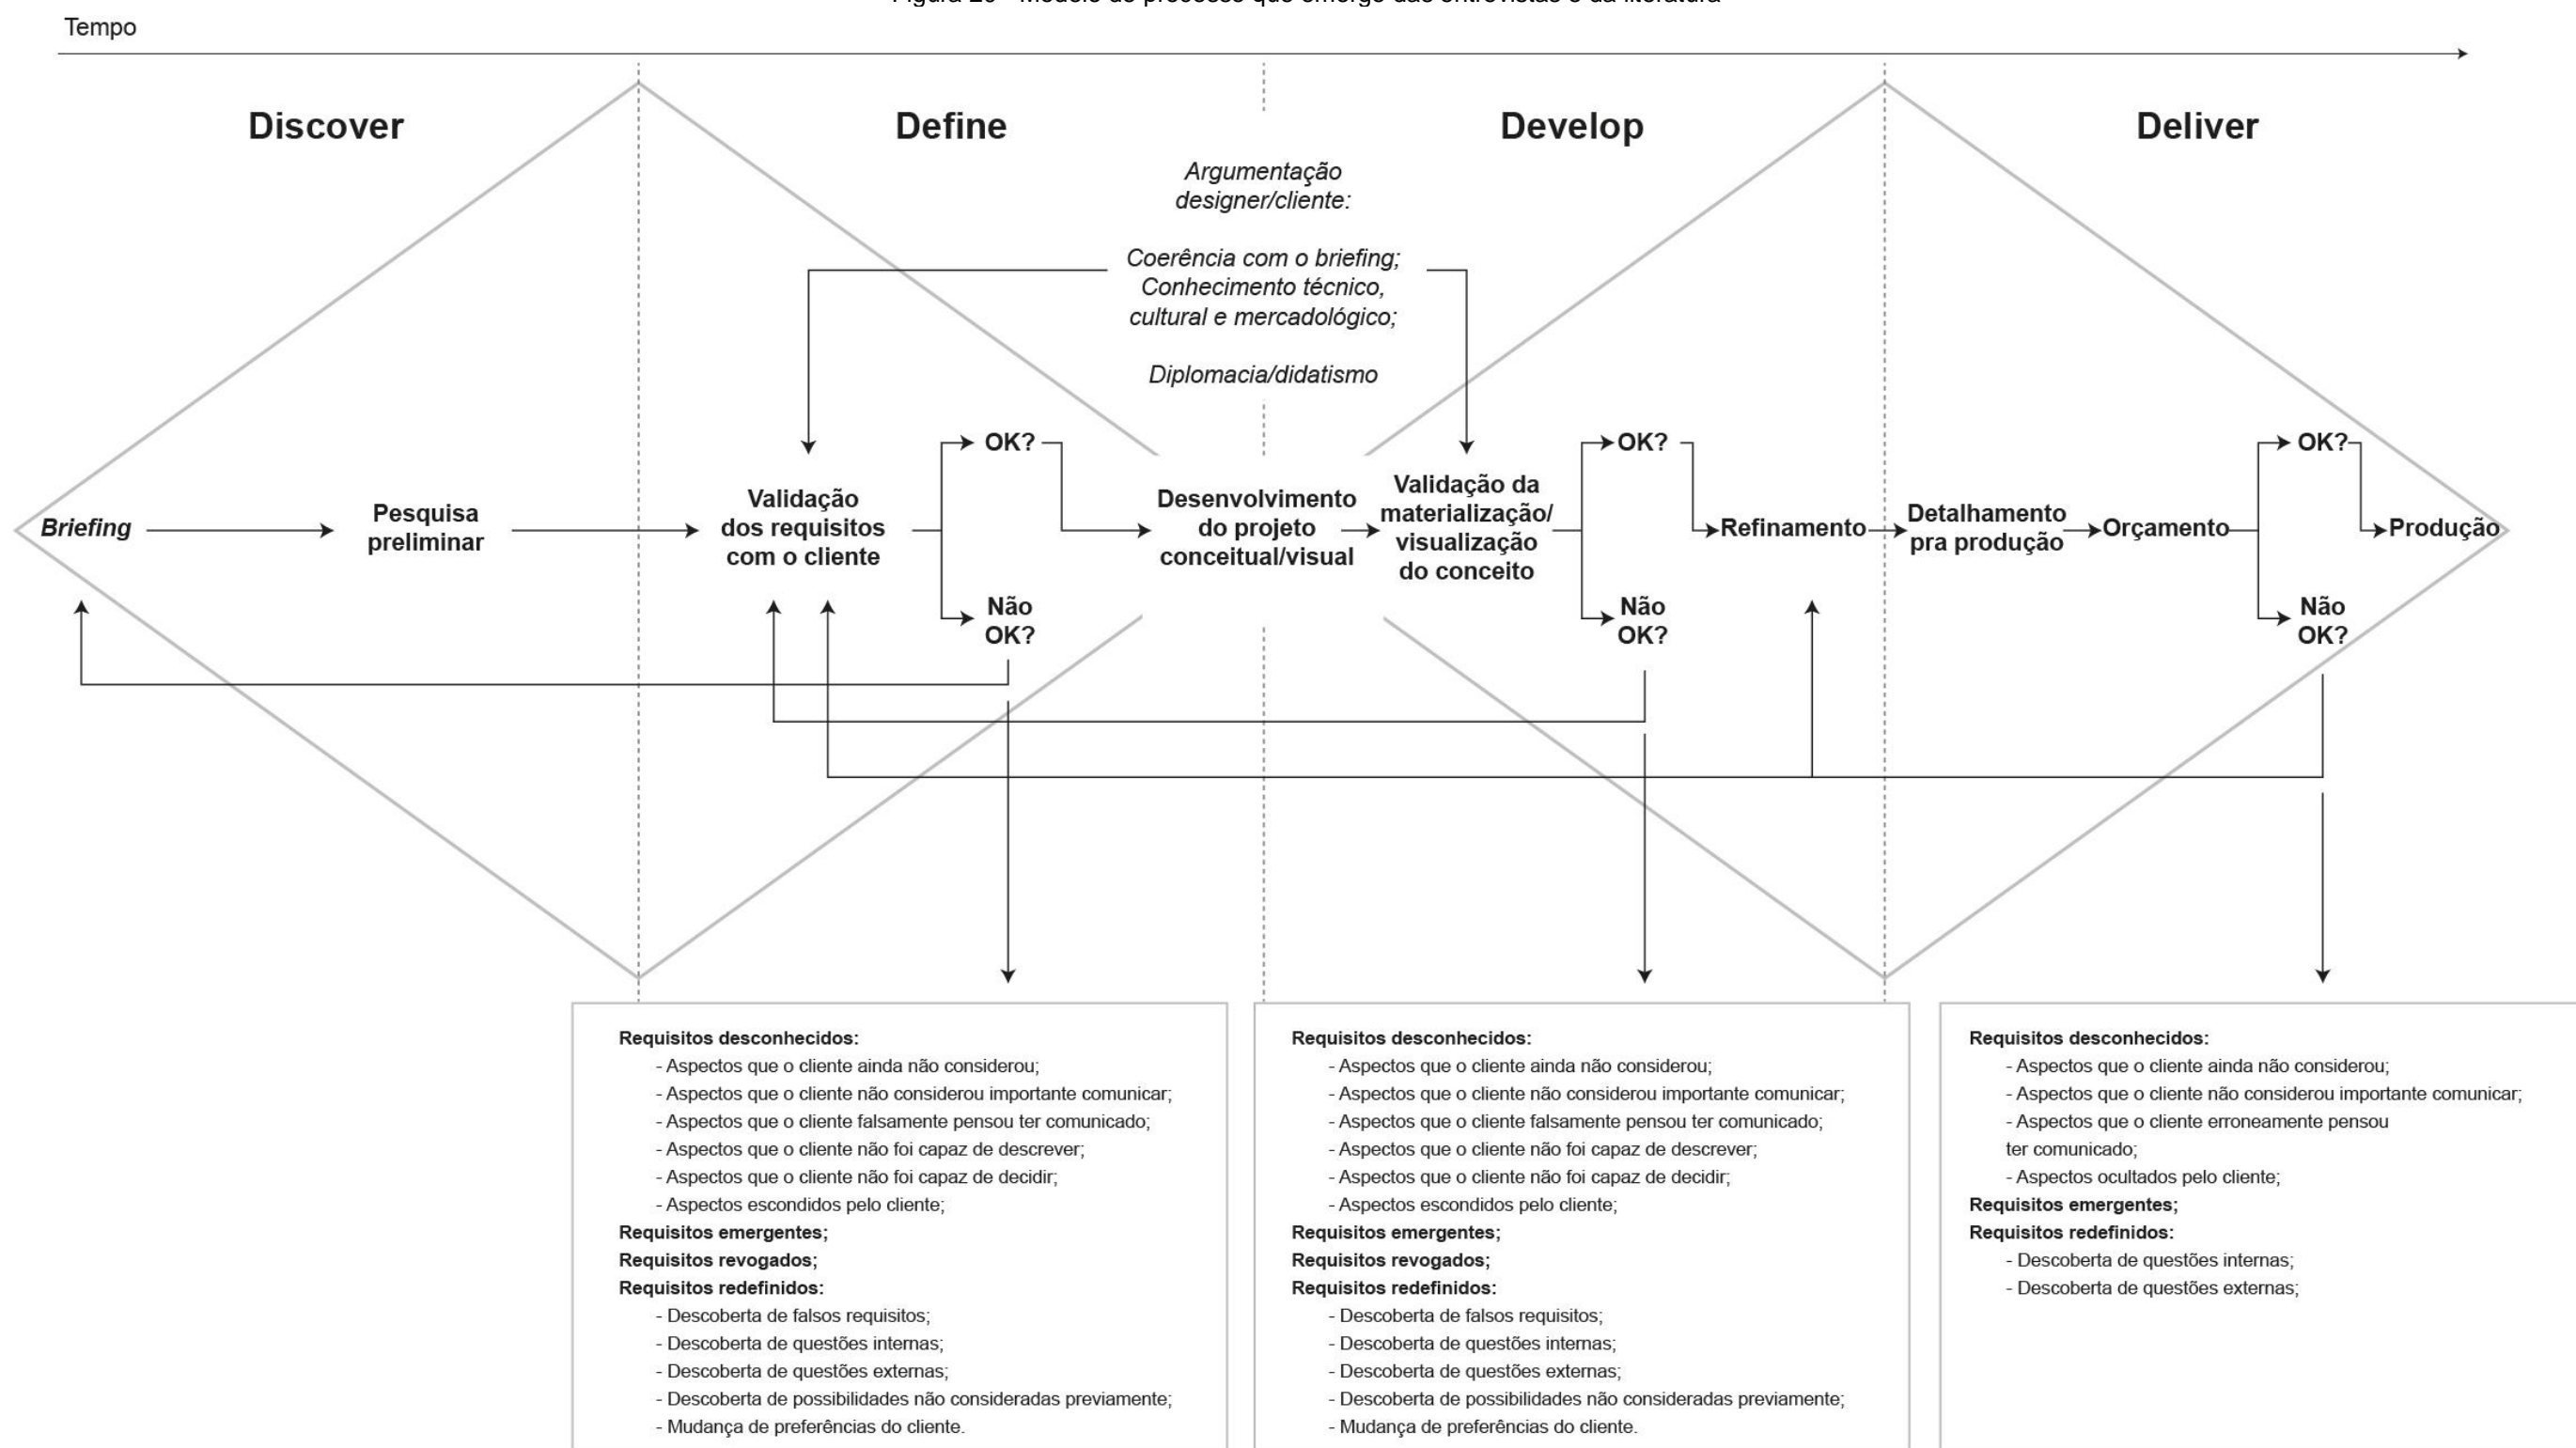 Figura 20 - Modelo de processo que emerge das entrevistas e da literatura
Tempo
Discover
Define
Develop
Deliver
Argumentação
designer/cliente:
Coerência com o briefing;
Conhecimento técnico,
cultural e mercadológico;
Diplomacia/didatismo
Briefing
Pesquisa
preliminar
Validação
dos requisitos
com o cliente
OK?
Não
OK?
Desenvolvimento
do projeto
conceitual/visual
Validação da
materialização/
visualização
do conceito
OK?
Não
OK?
Refinamento
Detalhamento
pra produção
Orçamento
OK?
Não
OK?
Produção
Requisitos desconhecidos:
- Aspectos que o cliente ainda não considerou;
- Aspectos que o cliente não considerou importante comunicar;
- Aspectos que o cliente falsamente pensou ter comunicado;
- Aspectos que o cliente não foi capaz de descrever;
- Aspectos que o cliente não foi capaz de decidir;
- Aspectos escondidos pelo cliente;
Requisitos emergentes;
Requisitos revogados;
Requisitos redefinidos:
- Descoberta de falsos requisitos;
- Descoberta de questões internas;
- Descoberta de questões externas;
- Descoberta de possibilidades não consideradas previamente;
- Mudança de preferências do cliente.
Requisitos desconhecidos:
- Aspectos que o cliente ainda não considerou;
- Aspectos que o cliente não considerou importante comunicar;
- Aspectos que o cliente falsamente pensou ter comunicado;
- Aspectos que o cliente não foi capaz de descrever;
- Aspectos que o cliente não foi capaz de decidir;
- Aspectos escondidos pelo cliente;
Requisitos emergentes;
Requisitos revogados;
Requisitos redefinidos:
- Descoberta de falsos requisitos;
- Descoberta de questões internas;
- Descoberta de questões externas;
- Descoberta de possibilidades não consideradas previamente;
- Mudança de preferências do cliente.
Requisitos desconhecidos:
- Aspectos que o cliente ainda não considerou;
- Aspectos que o cliente não considerou importante comunicar;
- Aspectos que o cliente erroneamente pensou
ter comunicado;
- Aspectos ocultados pelo cliente;
Requisitos emergentes;
Requisitos redefinidos:
- Descoberta de questões internas;
- Descoberta de questões externas;